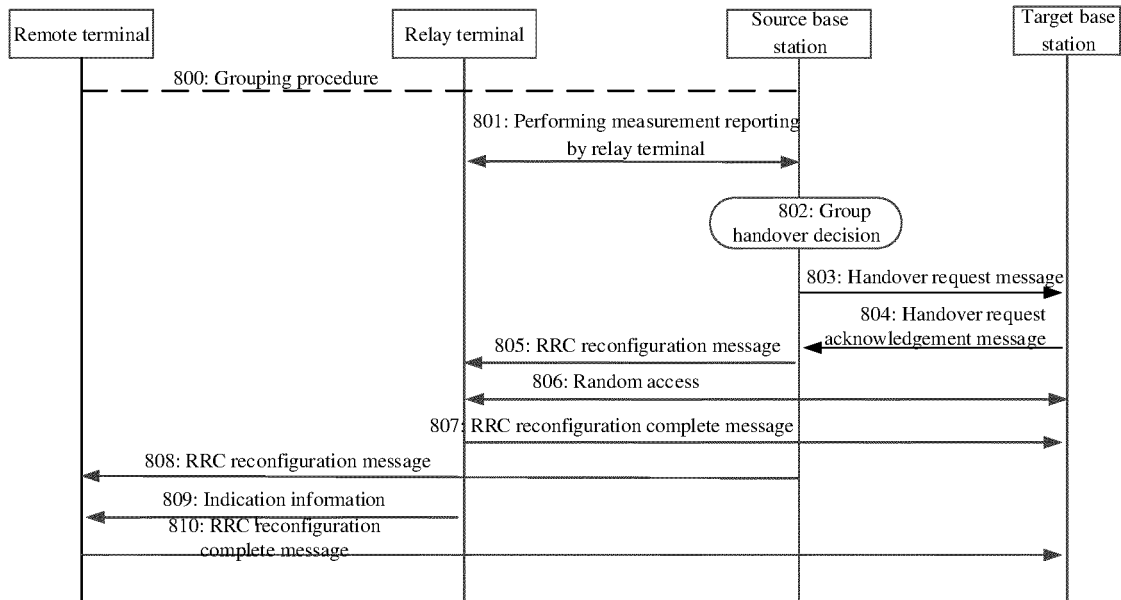 Remote terminal
Relay terminal
Source base
station
Target base
station
800: Grouping procedure
801: Performing measurement reporting
by relay terminal
802: Group
handover decision
803: Handover request message
804: Handover request
acknowledgement message
805: RRC reconfiguration message
806: Random access
807: RRC reconfiguration complete message
808: RRC reconfiguration message
809: Indication information
810: RRC reconfiguration
complete message